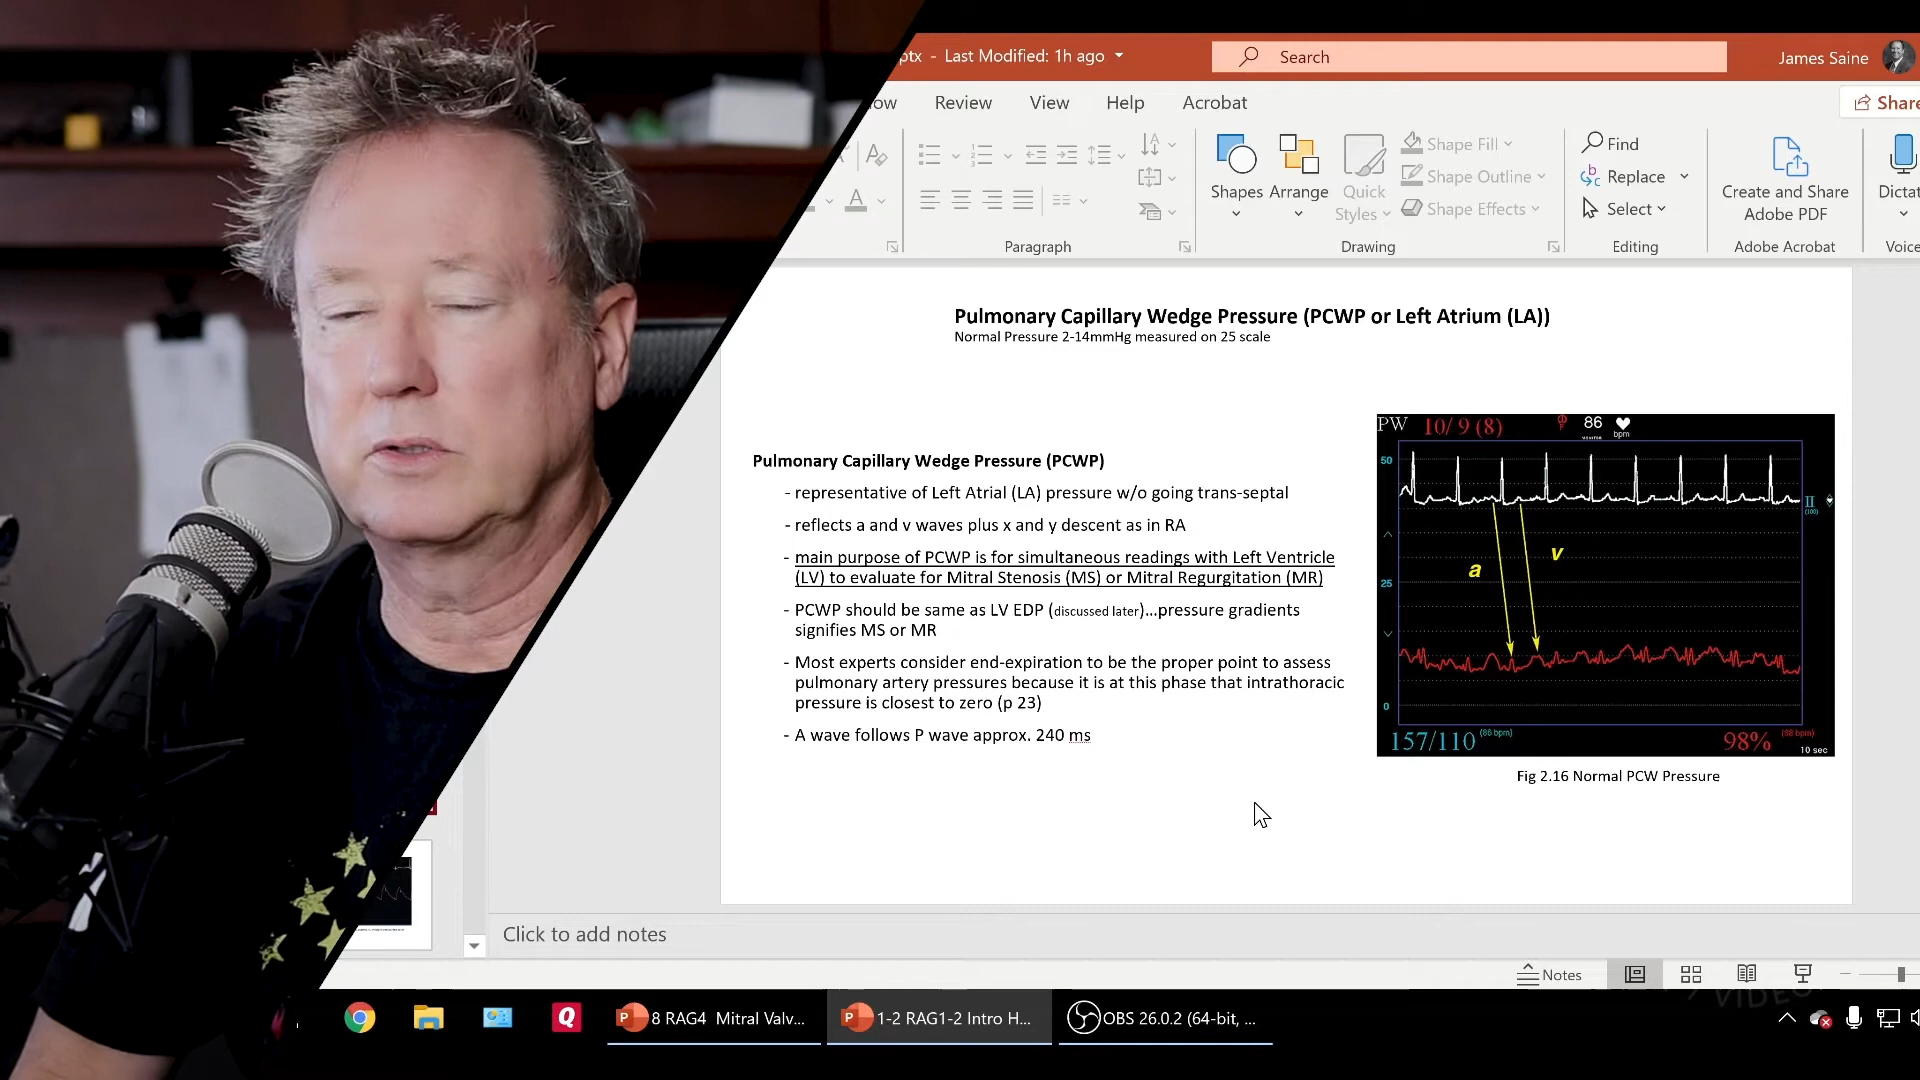 ptx - Last Modified: 1h ago
Search
James Saine
Review
View
Help
Acrobat
Share
Shapes
Arrange
Quick
Styles
Shape Fill
Shape Outline
Shape Effects
Find
Replace
Select
Create and Share
Adobe PDF
Dictat
Paragraph
Drawing
Editing
Adobe Acrobat
Voice
Pulmonary Capillary Wedge Pressure (PCWP or Left Atrium (LA))
Normal Pressure 2-14mmHg measured on 25 scale
Pulmonary Capillary Wedge Pressure (PCWP)
- representative of Left Atrial (LA) pressure w/o going trans-septal
- reflects a and v waves plus x and y descent as in RA
- main purpose of PCWP is for simultaneous readings with Left Ventricle
(LV) to evaluate for Mitral Stenosis (MS) or Mitral Regurgitation (MR)
- PCWP should be same as LV EDP (discussed later)...pressure gradients
signifies MS or MR
- Most experts consider end-expiration to be the proper point to assess
pulmonary artery pressures because it is at this phase that intrathoracic
pressure is closest to zero (p 23)
- A wave follows P wave approx. 240 ms
PW 10/ 9 (8) 86
bpm
50
II
a
v
25
0
157/110 (86 bpm)
98% (88 bpm)
10 sec
Fig 2.16 Normal PCW Pressure
Click to add notes
Notes
8 RAG4 Mitral Valv...
1-2 RAG1-2 Intro H...
OBS 26.0.2 (64-bit, ...